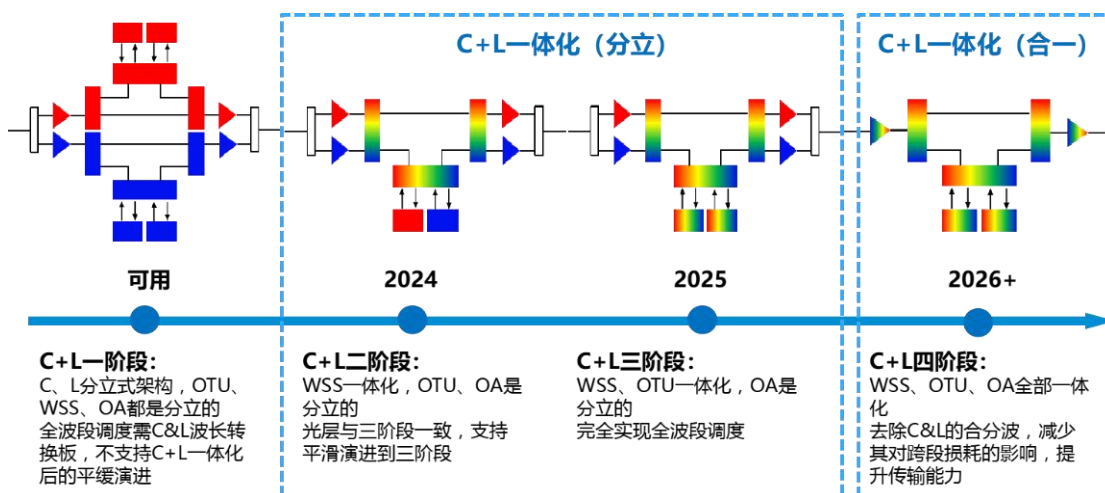 C+L一体化（分立）
C+L一体化（合一）
可用
2024
2025
2026+
C+L一阶段：
C、L分立式架构，OTU、
WSS、OA都是分立的
全波段调度需C&L波长转
换板，不支持C+L一体化
后的平缓演进
C+L二阶段：
WSS一体化，OTU、OA是
分立的
光层与三阶段一致，支持
平滑演进到三阶段
C+L三阶段：
WSS、OTU一体化，OA是
分立的
完全实现全波段调度
C+L四阶段：
WSS、OTU、OA全部一体
化
去除C&L的合分波，减少
其对跨段损耗的影响，提
升传输能力